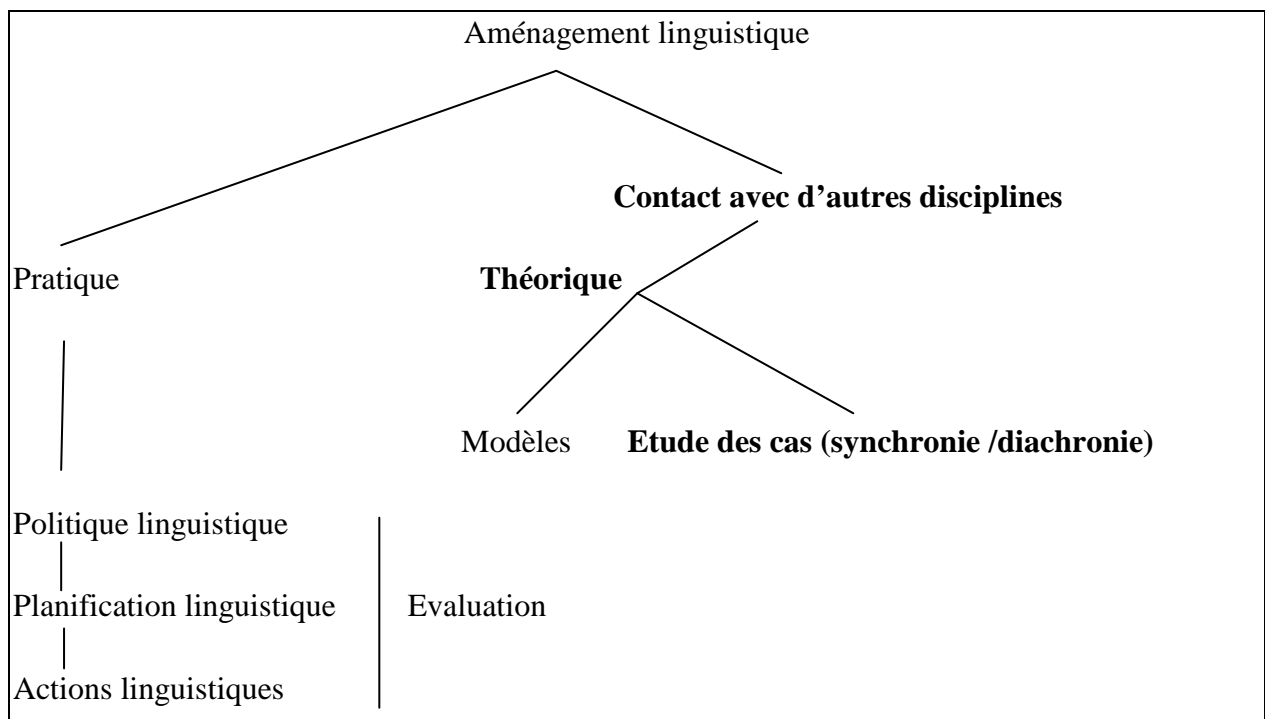 Aménagement linguistique
Contact avec d’autres disciplines
Pratique
Théorique
Modèles
Etude des cas (synchronie /diachronie)
Politique linguistique
Planification linguistique
Evaluation
Actions linguistiques